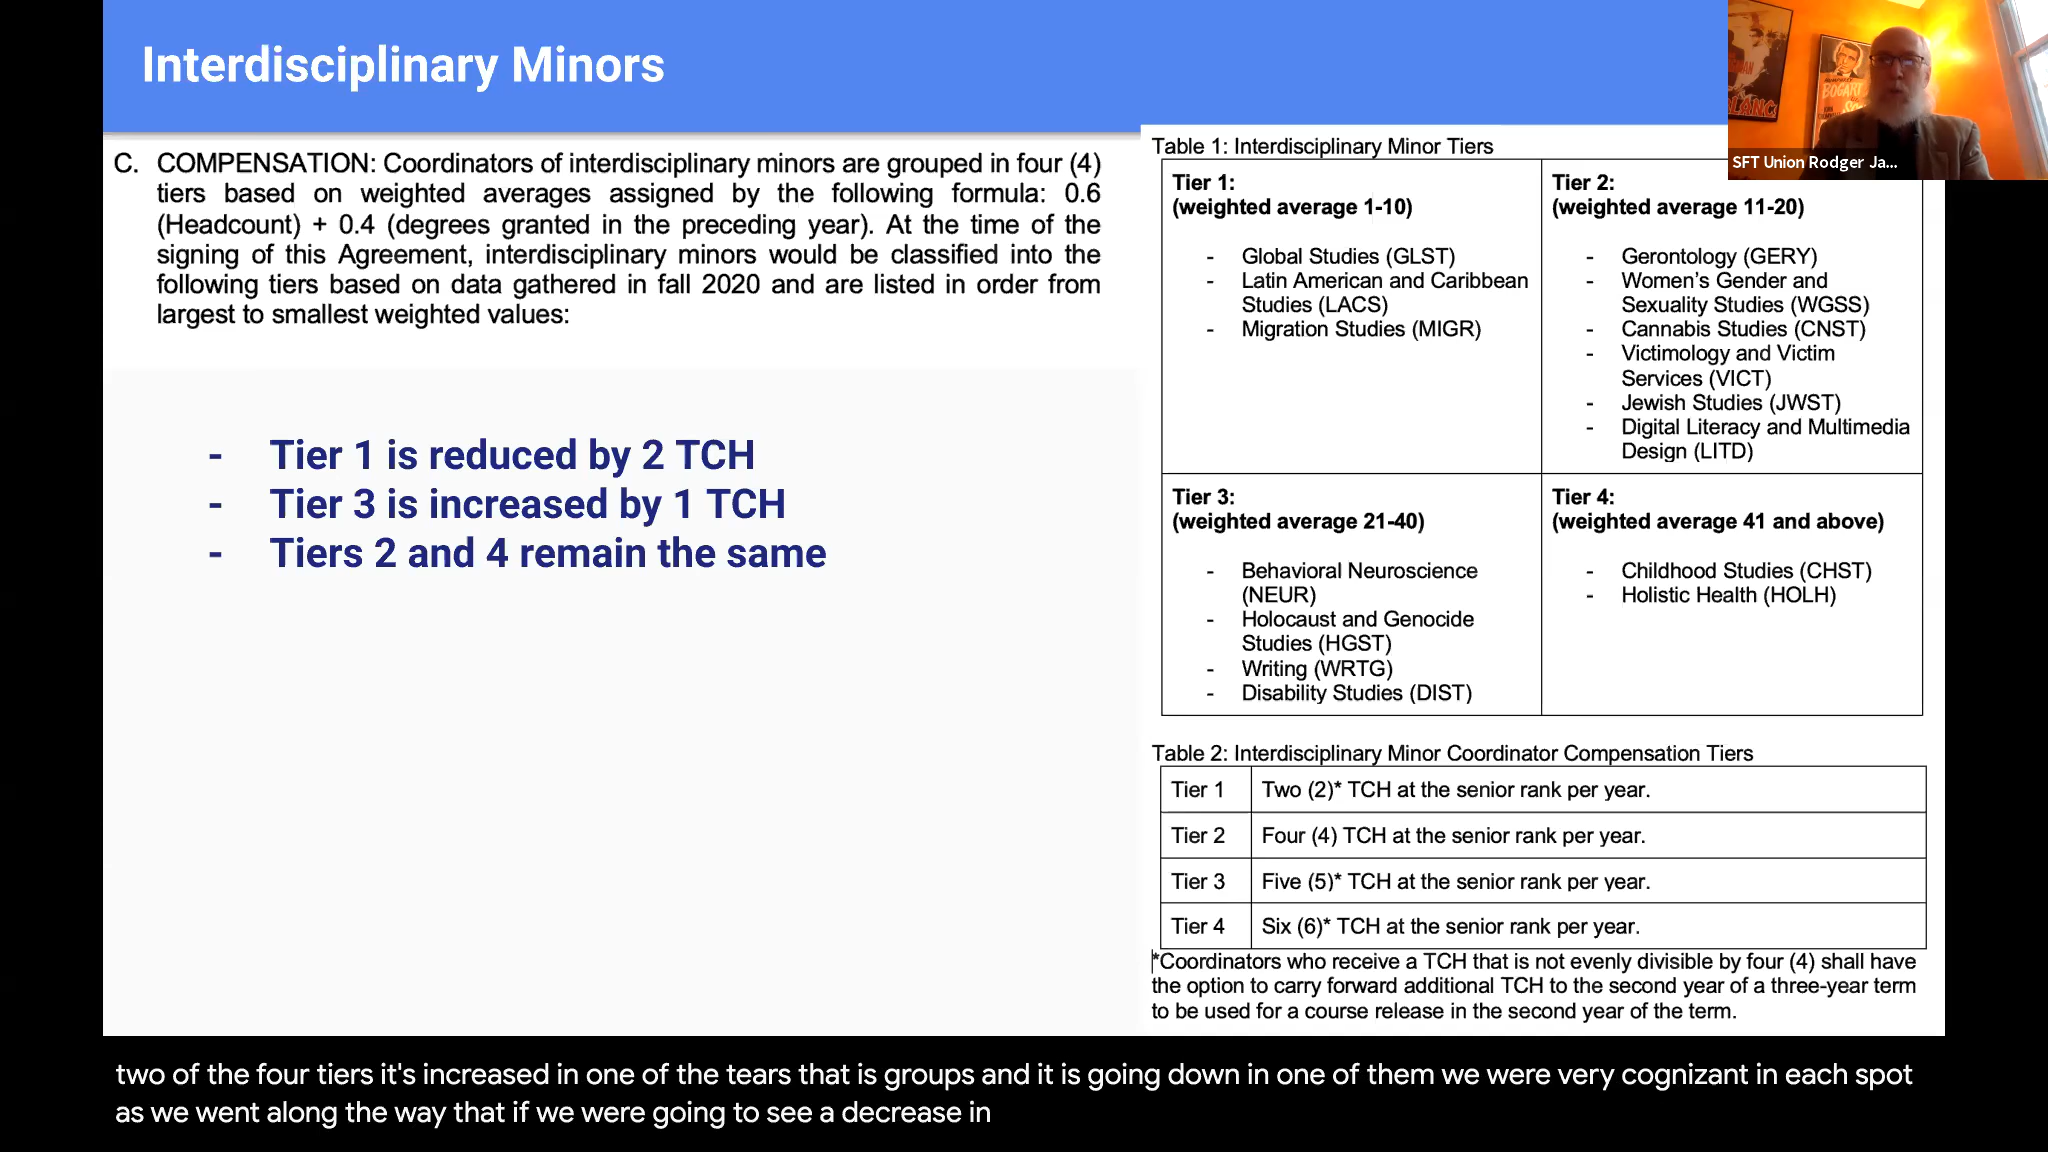 Interdisciplinary Minors
C. COMPENSATION: Coordinators of interdisciplinary minors are grouped in four (4)
tiers based on weighted averages assigned by the following formula: 0.6
(Headcount) + 0.4 (degrees granted in the preceding year). At the time of the
signing of this Agreement, interdisciplinary minors would be classified into the
following tiers based on data gathered in fall 2020 and are listed in order from
largest to smallest weighted values:
- Tier 1 is reduced by 2 TCH
- Tier 3 is increased by 1 TCH
- Tiers 2 and 4 remain the same
Table 1: Interdisciplinary Minor Tiers
Tier 1:
(weighted average 1-10)
- Global Studies (GLST)
- Latin American and Caribbean
Studies (LACS)
- Migration Studies (MIGR)
Tier 2:
(weighted average 11-20)
- Gerontology (GERY)
- Women's Gender and
Sexuality Studies (WGSS)
- Cannabis Studies (CNST)
- Victimology and Victim
Services (VICT)
- Jewish Studies (JWST)
- Digital Literacy and Multimedia
Design (LITD)
Tier 3:
(weighted average 21-40)
- Behavioral Neuroscience
(NEUR)
- Holocaust and Genocide
Studies (HGST)
- Writing (WRTG)
- Disability Studies (DIST)
Tier 4:
(weighted average 41 and above)
- Childhood Studies (CHST)
- Holistic Health (HOLH)
Table 2: Interdisciplinary Minor Coordinator Compensation Tiers
Tier 1 Two (2)* TCH at the senior rank per year.
Tier 2 Four (4) TCH at the senior rank per year.
Tier 3 Five (5)* TCH at the senior rank per year.
Tier 4 Six (6)* TCH at the senior rank per year.
*Coordinators who receive a TCH that is not evenly divisible by four (4) shall have
the option to carry forward additional TCH to the second year of a three-year term
to be used for a course release in the second year of the term.
BOGART
SFT Union Rodger Ja...
two of the four tiers it's increased in one of the tears that is groups and it is going down in one of them we were very cognizant in each spot
as we went along the way that if we were going to see a decrease in